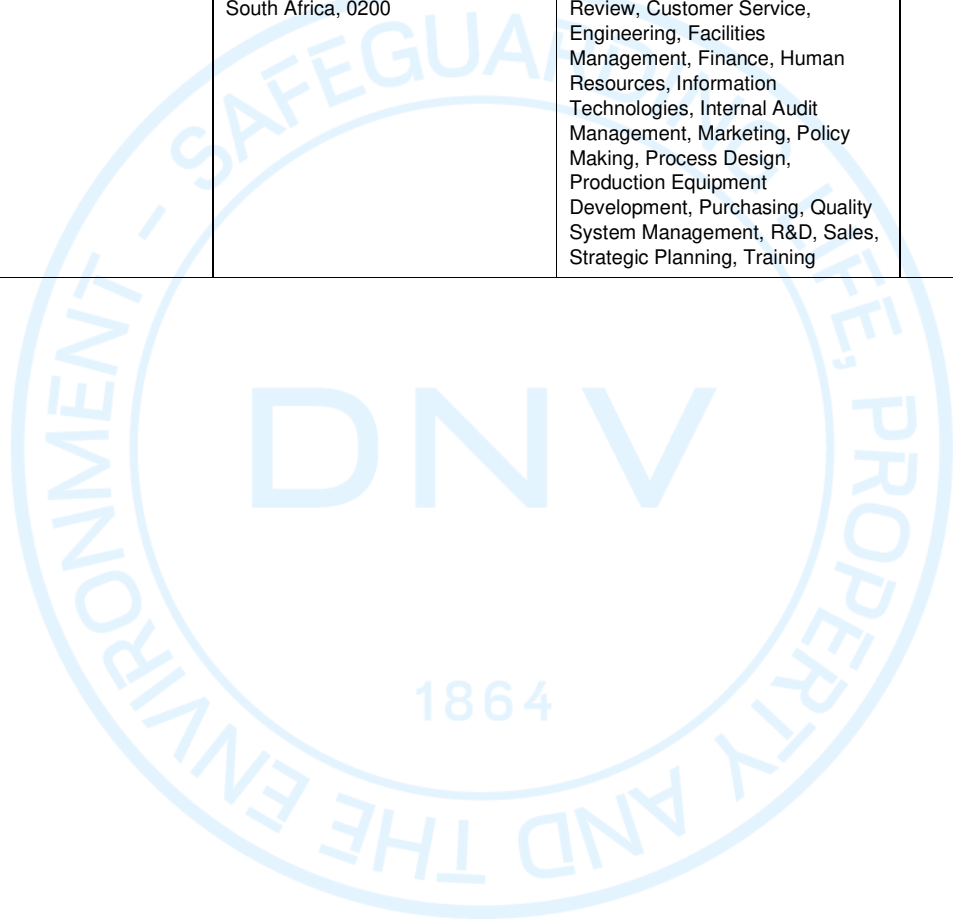 South Africa, 0200
Review, Customer Service,
Engineering, Facilities
Management, Finance, Human
Resources, Information
Technologies, Internal Audit
Management, Marketing, Policy
Making, Process Design,
Production Equipment
Development, Purchasing, Quality
System Management, R&D, Sales,
Strategic Planning, Training
SAFEGUARDING LIFE, PROPERTY AND THE ENVIRONMENT -
DNV
1864